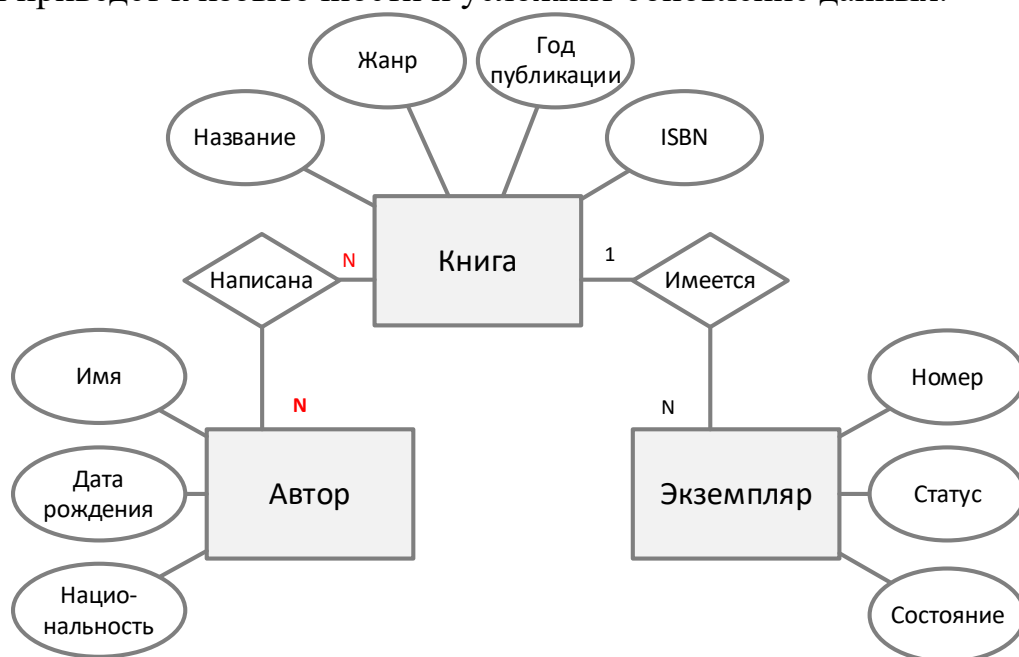 Жанр
Год
публикации
Название
ISBN
Книга
N
1
Написана
Имеется
Имя
N
N
Номер
Дата
рождения
Автор
Экземпляр
Статус
Нацио-
нальность
Состояние